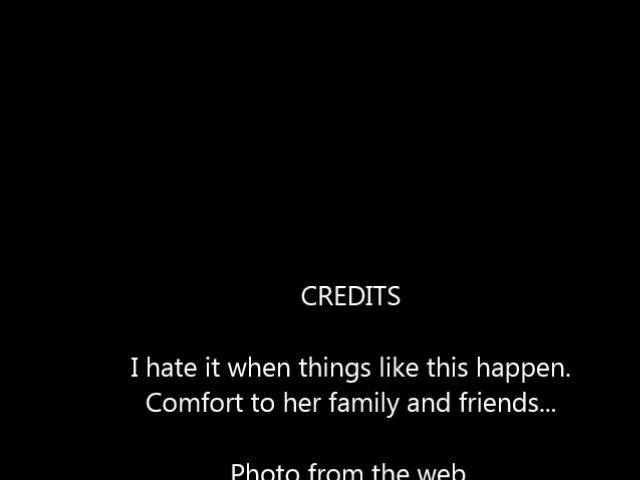 CREDITS
I hate it when things like this happen.
Comfort to her family and friends...
Photo from the web